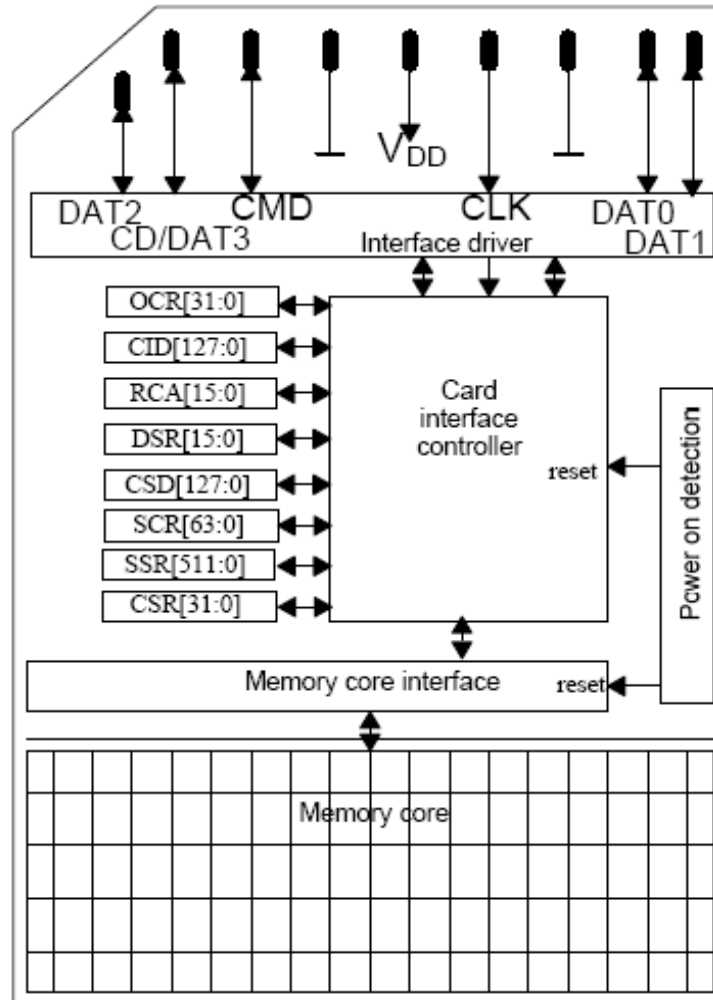 VDD
DAT2
CMD
CLK
DAT0
CD/DAT3
Interface driver
DAT1
OCR[31:0]
CID[127:0]
RCA[15:0]
DSR[15:0]
CSD[127:0]
SCR[63:0]
SSR[511:0]
CSR[31:0]
Card
interface
controller
reset
Power on detection
Memory core interface
reset
Memory core